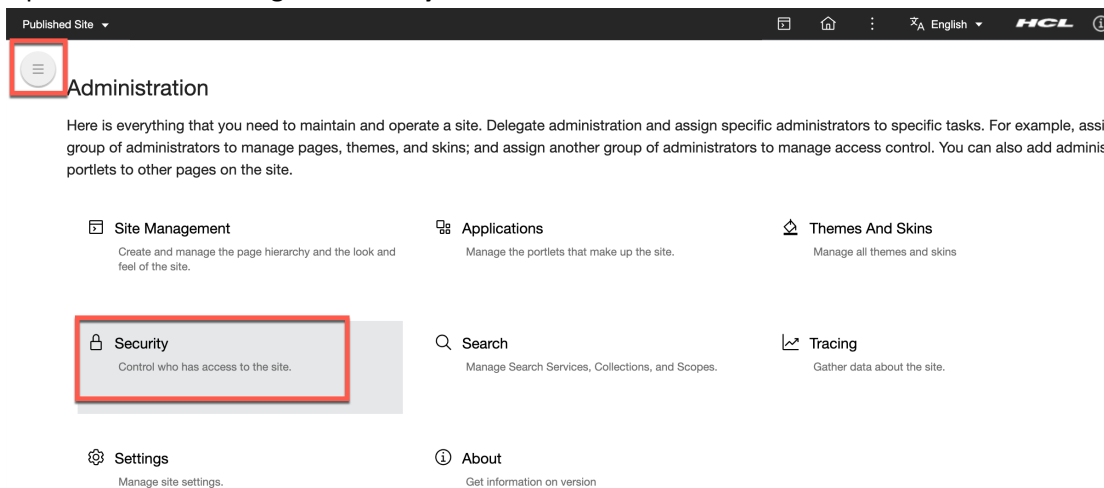 Published Site
English
HCL
Administration
Here is everything that you need to maintain and operate a site. Delegate administration and assign specific administrators to specific tasks. For example, assi
group of administrators to manage pages, themes, and skins; and assign another group of administrators to manage access control. You can also add adminis
portlets to other pages on the site.
Site Management
Create and manage the page hierarchy and the look and
feel of the site.
Applications
Manage the portlets that make up the site.
Themes And Skins
Manage all themes and skins
Security
Control who has access to the site.
Search
Manage Search Services, Collections, and Scopes.
Tracing
Gather data about the site.
Settings
Manage site settings.
About
Get information on version